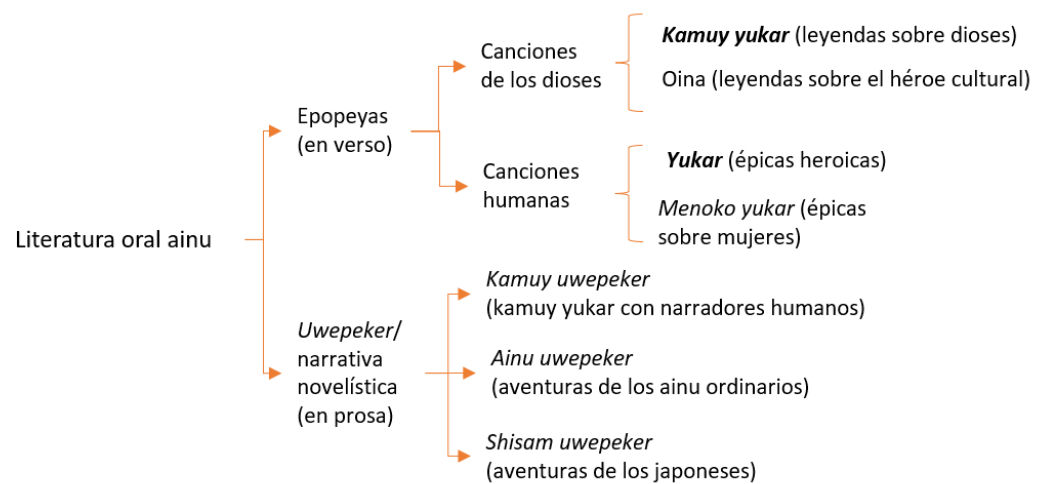 Literatura oral ainu
Epopeyas
(en verso)
Canciones
de los dioses
Kamuy yukar (leyendas sobre dioses)
Oina (leyendas sobre el héroe cultural)
Canciones
humanas
Yukar (épicas heroicas)
Menoko yukar (épicas
sobre mujeres)
Uwepeker/
narrativa
novelística
(en prosa)
Kamuy uwepeker
(kamuy yukar con narradores humanos)
Ainu uwepeker
(aventuras de los ainu ordinarios)
Shisam uwepeker
(aventuras de los japoneses)